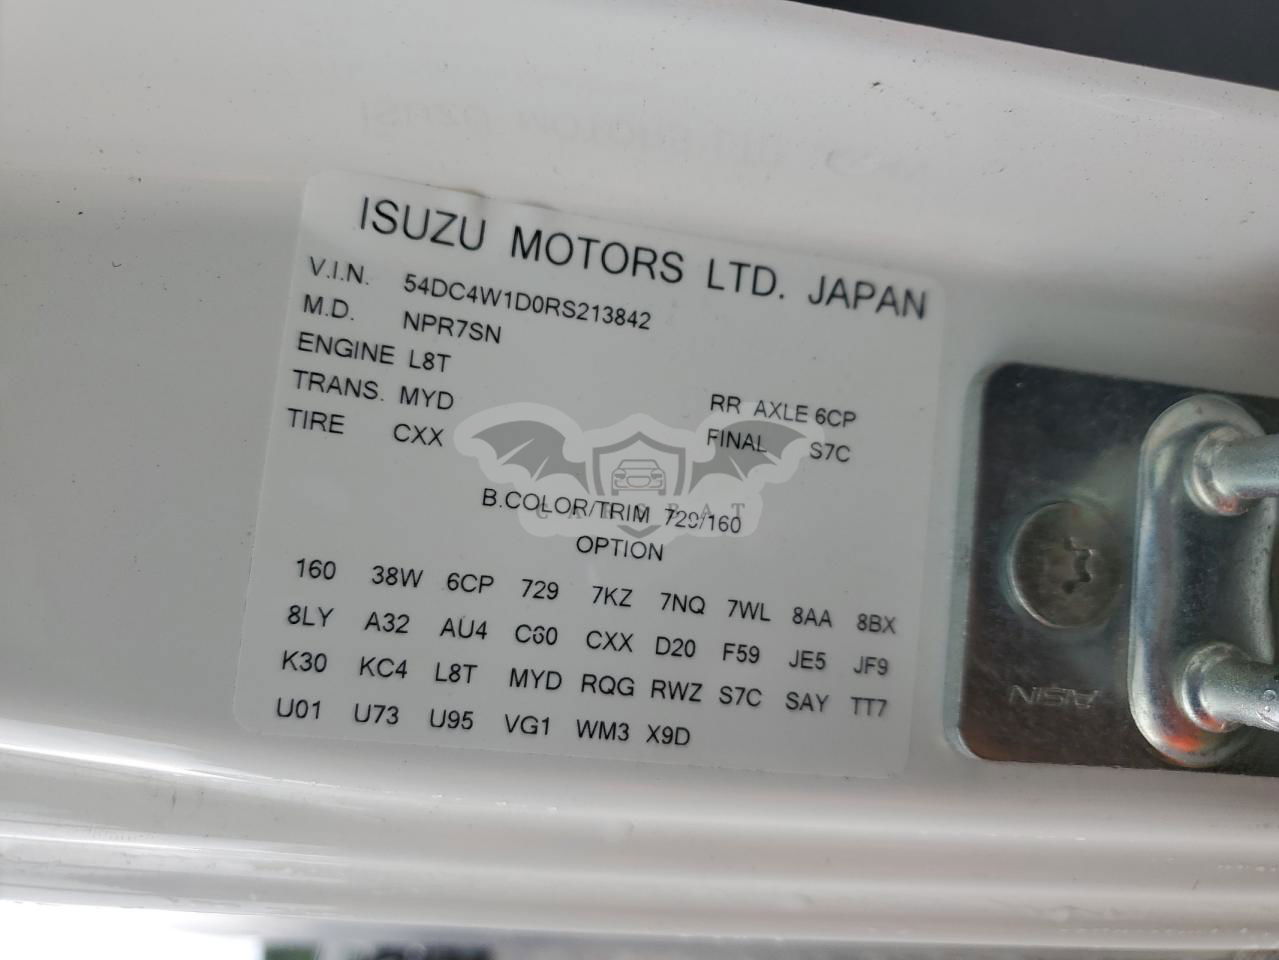 ISUZU MOTORS LTD. JAPAN
V.I.N. 54DC4W1D0RS213842
M.D. NPR7SN
ENGINE L8T
TRANS. MYD RR AXLE 6CP
TIRE CXX FINAL S7C
B.COLOR/TRIM 729/160
OPTION
160 38W 6CP 729 7KZ 7NQ 7WL 8AA 8BX
8LY A32 AU4 C60 CXX D20 F59 JE5 JF9
K30 KC4 L8T MYD RQG RWZ S7C SAY TT7
U01 U73 U95 VG1 WM3 X9D
AISIN